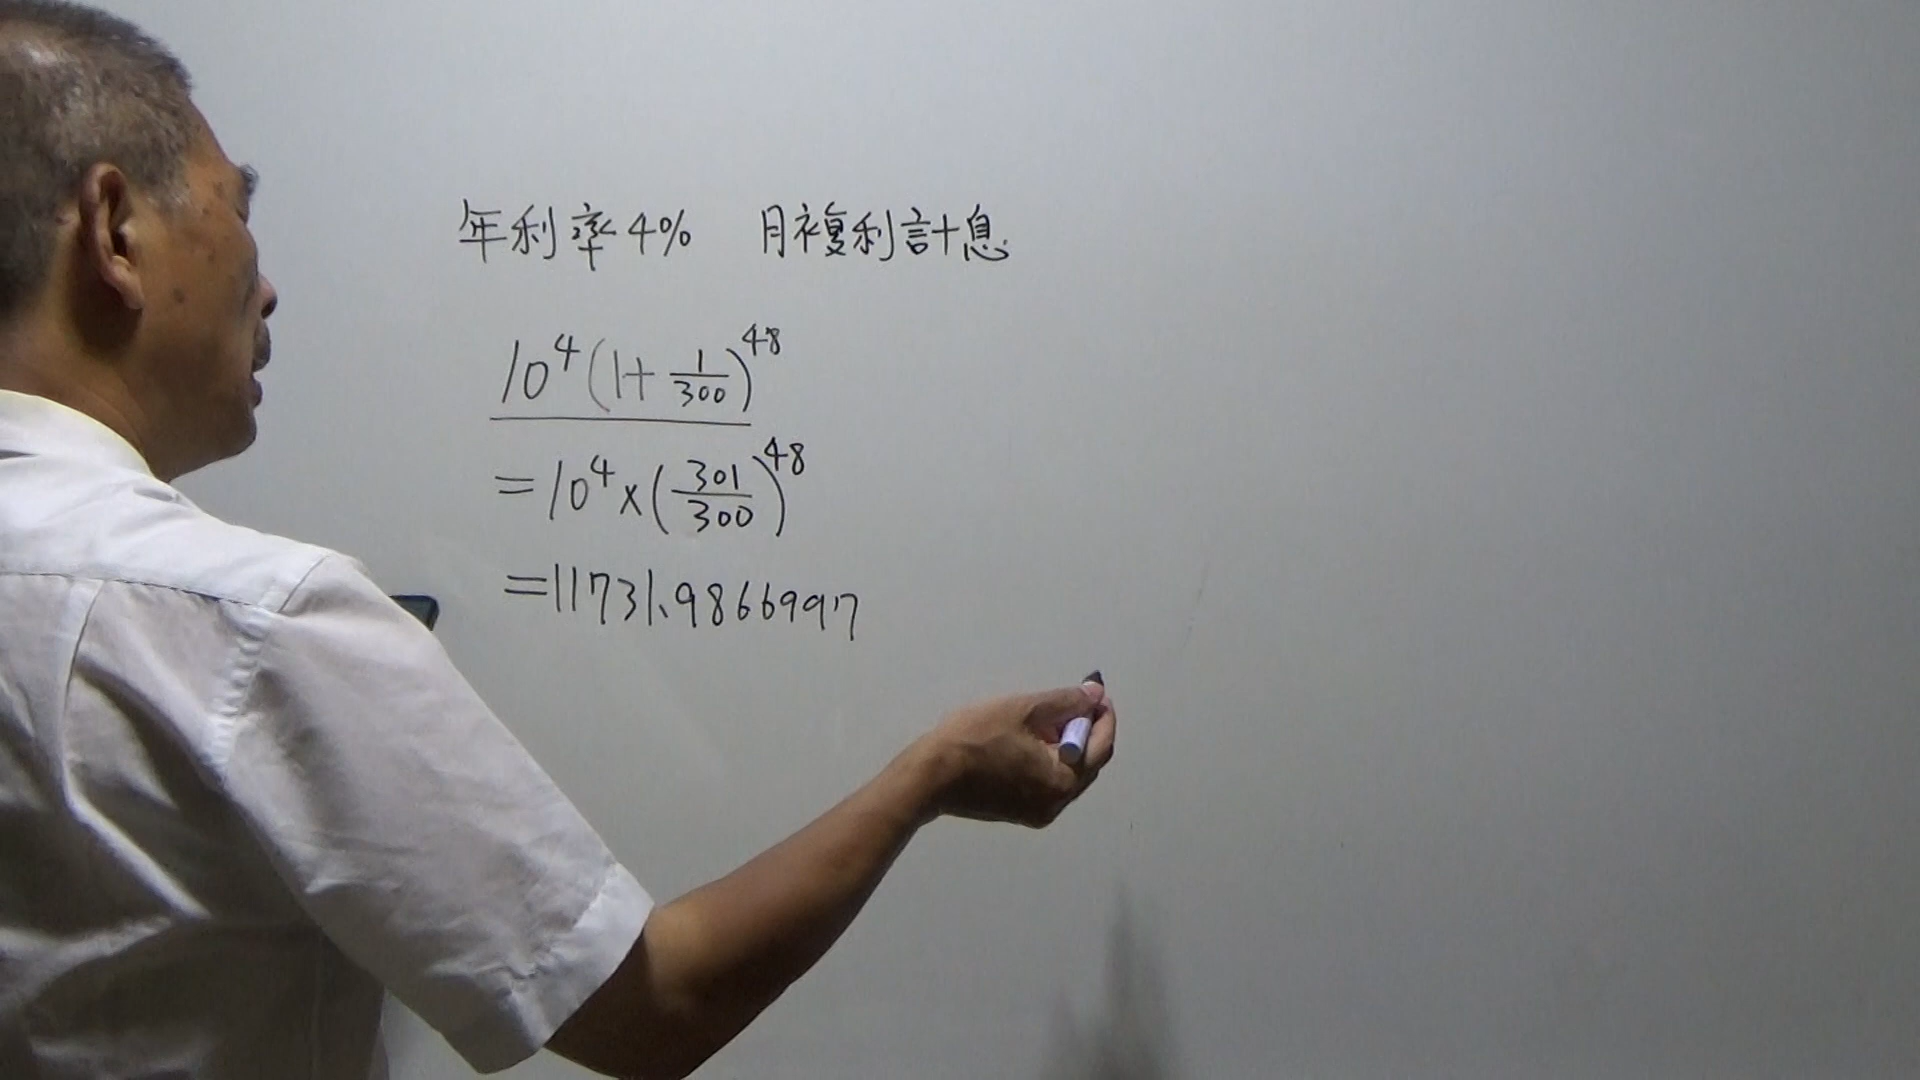 年利率4% 月複利計息
10⁴(1+1/300)⁴⁸
=10⁴×(301/300)⁴⁸
=11731.9866997